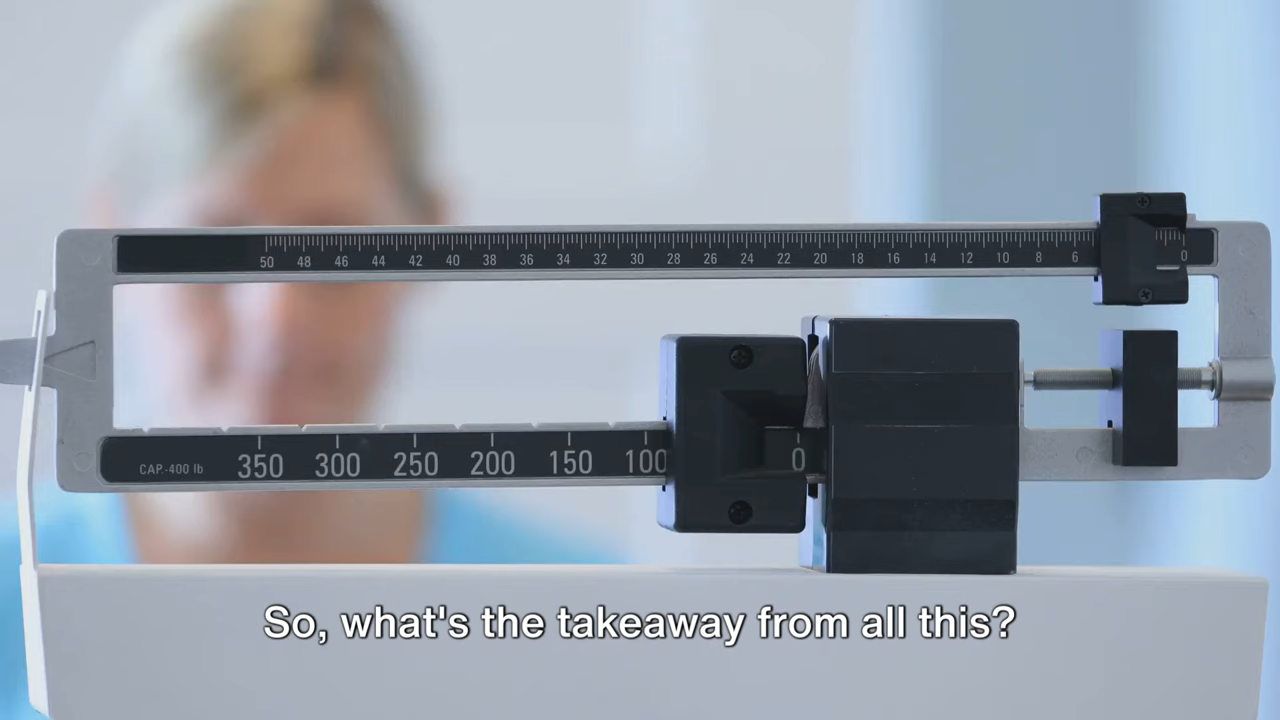 50 48 46 44 42 40 38 36 34 32 30 28 26 24 22 20 18 16 14 12 10 8 6 0
CAP.-400 lb 350 300 250 200 150 100 0
So, what's the takeaway from all this?